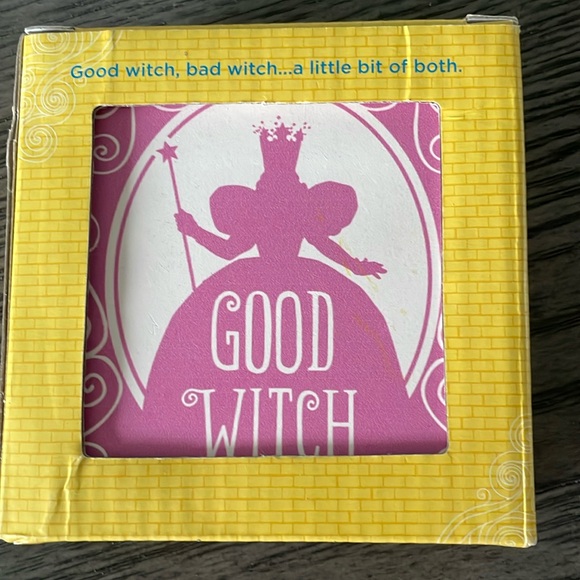 Good witch, bad witch...a little bit of both.
GOOD
WITCH